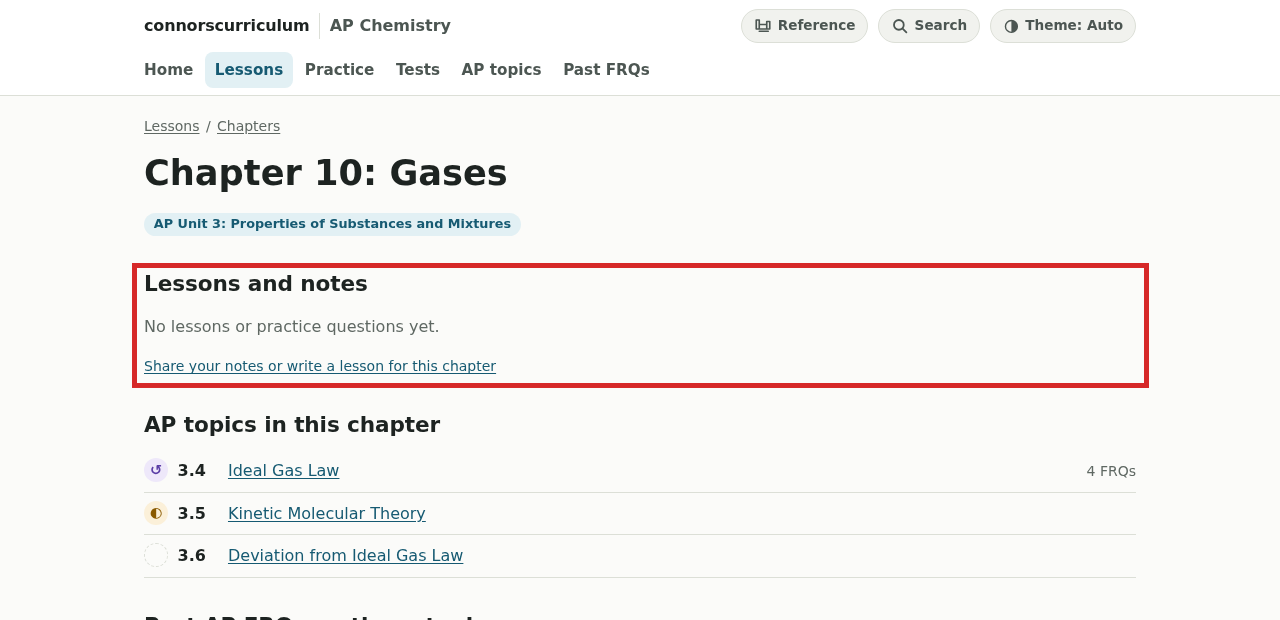 connorscurriculum AP Chemistry Reference Search Theme: Auto
Home Lessons Practice Tests AP topics Past FRQs
Lessons / Chapters
Chapter 10: Gases
AP Unit 3: Properties of Substances and Mixtures
Lessons and notes
No lessons or practice questions yet.
Share your notes or write a lesson for this chapter
AP topics in this chapter
3.4 Ideal Gas Law 4 FRQs
3.5 Kinetic Molecular Theory
3.6 Deviation from Ideal Gas Law